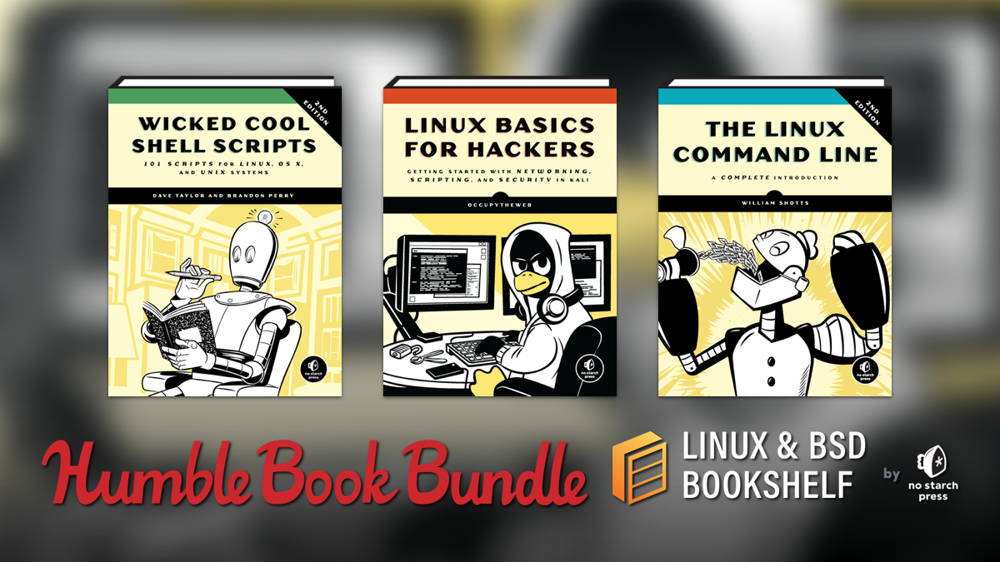 2ND
EDITION
WICKED COOL
SHELL SCRIPTS
101 SCRIPTS FOR LINUX, OS X,
AND UNIX SYSTEMS
DAVE TAYLOR AND BRANDON PERRY
no starch
press
LINUX BASICS
FOR HACKERS
GETTING STARTED WITH NETWORKING,
SCRIPTING, AND SECURITY IN KALI
OCCUPYTHEWEB
no starch
press
2ND
EDITION
THE LINUX
COMMAND LINE
A COMPLETE INTRODUCTION
WILLIAM SHOTTS
no starch
press
Humble Book Bundle
LINUX & BSD
BOOKSHELF
by
no starch
press